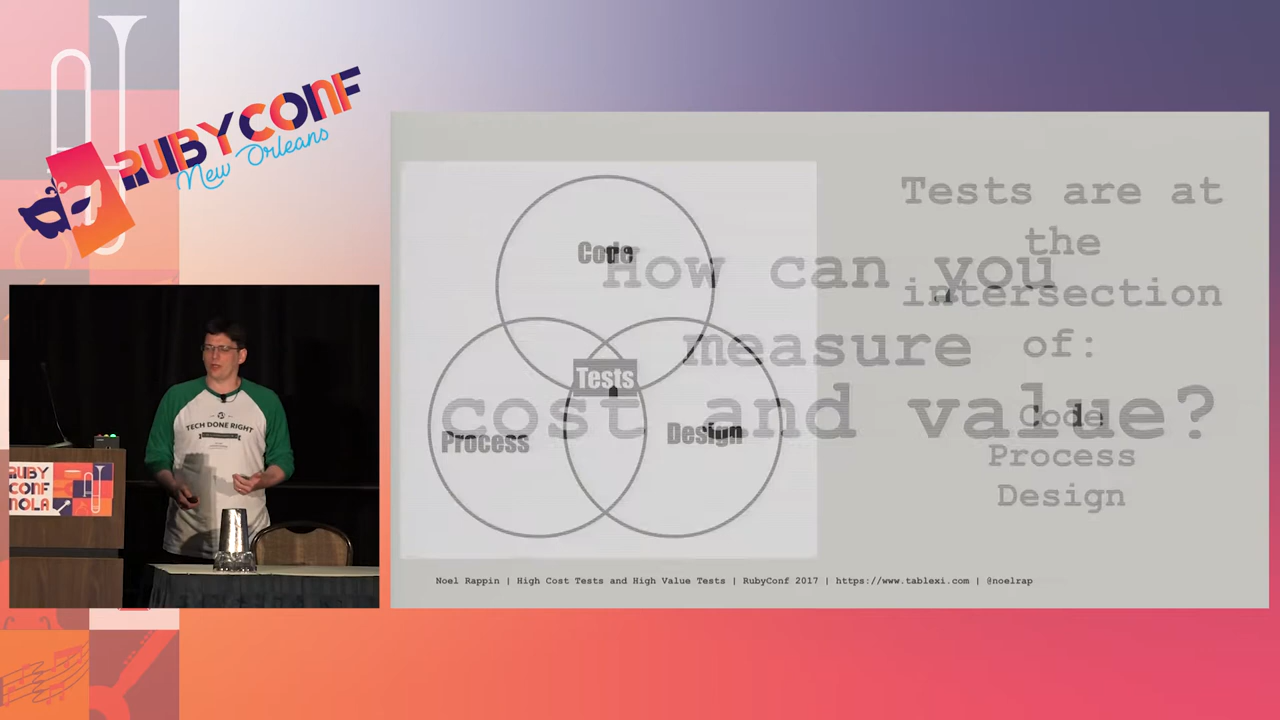 RUBYCONF
New Orleans
TECH DONE RIGHT
RUBY
CONF
NOLA
Code
Tests
Process
Design
Tests are at
the
intersection
of:
Code
Process
Design
How can you
measure
cost and value?
Noel Rappin | High Cost Tests and High Value Tests | RubyConf 2017 | https://www.tablexi.com | @noelrap